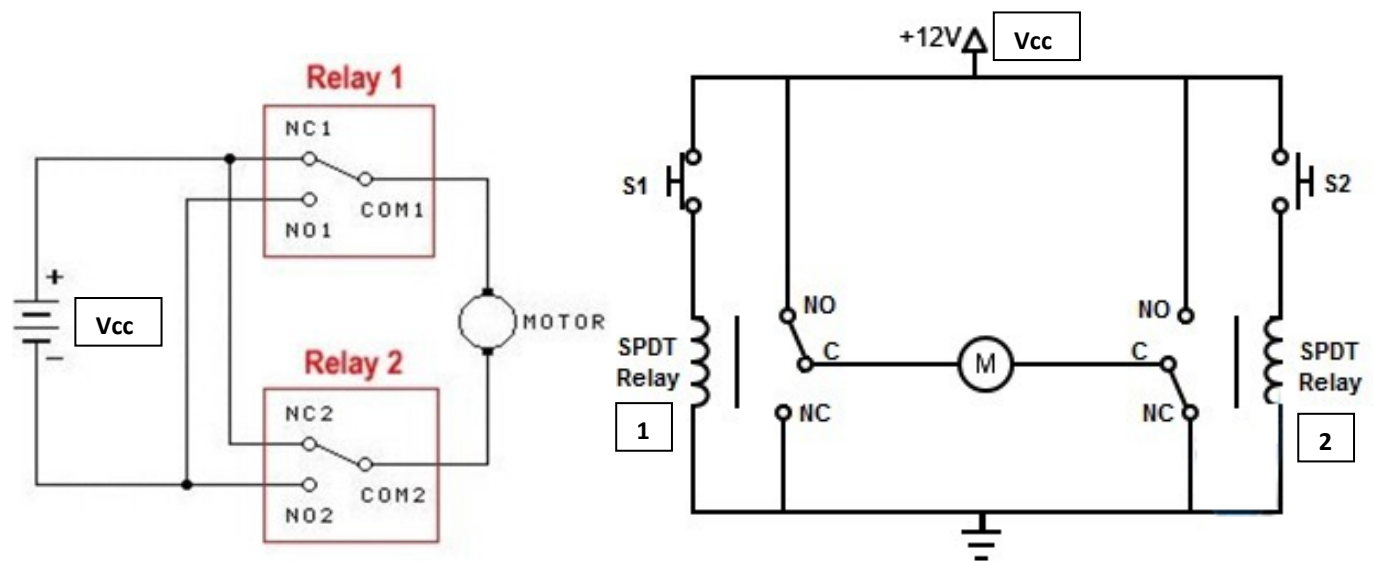 Relay 1
NC1
COM1
NO1
+
Vcc
−
MOTOR
Relay 2
NC2
COM2
NO2
+12V
Vcc
S1
S2
NO
NO
C
M
C
SPDT
Relay
1
NC
NC
SPDT
Relay
2